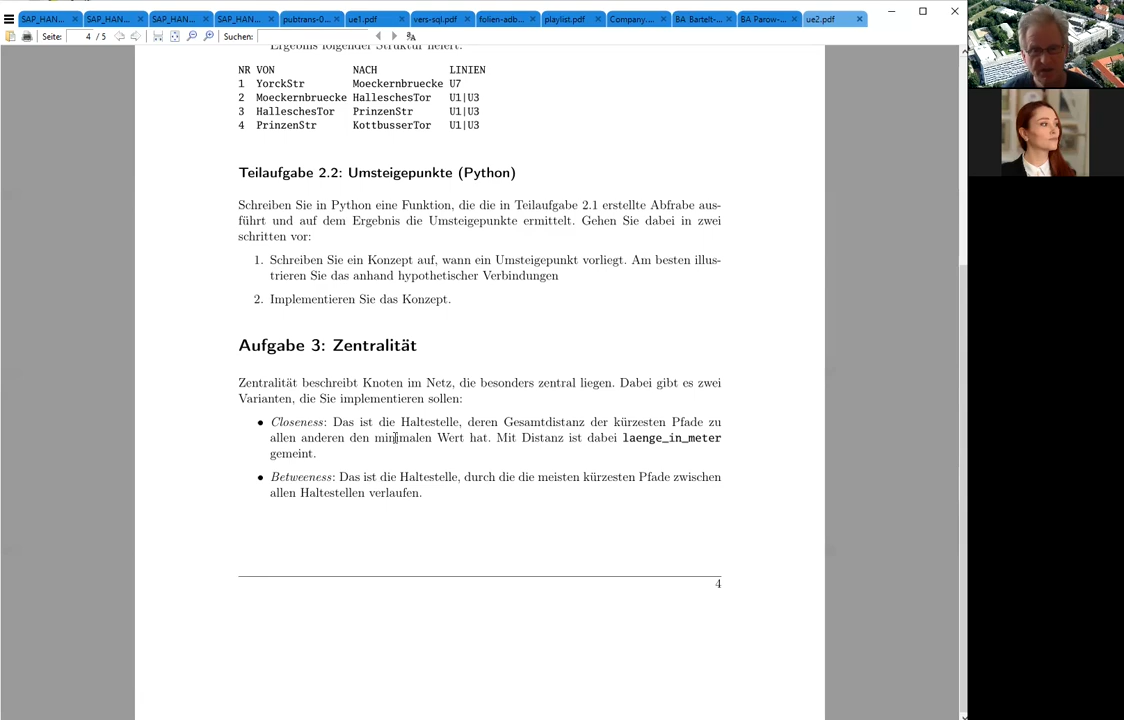 SAP_HAN... SAP_HAN... SAP_HAN... SAP_HAN... pubtrans-0... ue1.pdf vers-sql.pdf folien-adb... playlist.pdf Company.... BA Bartelt-... BA Parow-... ue2.pdf
Seite: 4 / 5 Suchen:
Ergebnis folgender Struktur liefert:
NR VON NACH LINIEN
1 YorckStr Moeckernbruecke U7
2 Moeckernbruecke HalleschesTor U1|U3
3 HalleschesTor PrinzenStr U1|U3
4 PrinzenStr KottbusserTor U1|U3
Teilaufgabe 2.2: Umsteigepunkte (Python)
Schreiben Sie in Python eine Funktion, die die in Teilaufgabe 2.1 erstellte Abfrabe aus-
führt und auf dem Ergebnis die Umsteigepunkte ermittelt. Gehen Sie dabei in zwei
schritten vor:
1. Schreiben Sie ein Konzept auf, wann ein Umsteigepunkt vorliegt. Am besten illus-
trieren Sie das anhand hypothetischer Verbindungen
2. Implementieren Sie das Konzept.
Aufgabe 3: Zentralität
Zentralität beschreibt Knoten im Netz, die besonders zentral liegen. Dabei gibt es zwei
Varianten, die Sie implementieren sollen:
• Closeness: Das ist die Haltestelle, deren Gesamtdistanz der kürzesten Pfade zu
allen anderen den minimalen Wert hat. Mit Distanz ist dabei laenge_in_meter
gemeint.
• Betweeness: Das ist die Haltestelle, durch die die meisten kürzesten Pfade zwischen
allen Haltestellen verlaufen.
4